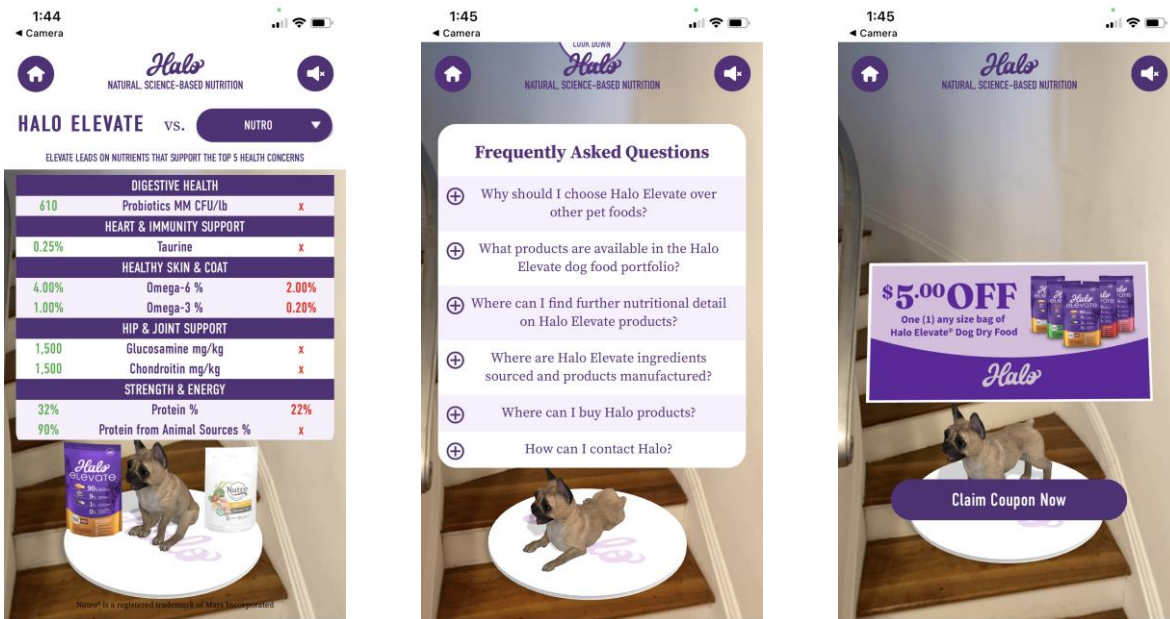 1:44
◄ Camera
Halo
NATURAL, SCIENCE-BASED NUTRITION
HALO ELEVATE vs. NUTRO
ELEVATE LEADS ON NUTRIENTS THAT SUPPORT THE TOP 5 HEALTH CONCERNS
DIGESTIVE HEALTH
610 Probiotics MM CFU/lb x
HEART & IMMUNITY SUPPORT
0.25% Taurine x
HEALTHY SKIN & COAT
4.00% Omega-6 % 2.00%
1.00% Omega-3 % 0.20%
HIP & JOINT SUPPORT
1,500 Glucosamine mg/kg x
1,500 Chondroitin mg/kg x
STRENGTH & ENERGY
32% Protein % 22%
90% Protein from Animal Sources % x
Halo
elevate
Nutro
Nutro® is a registered trademark of Mars Incorporated
1:45
◄ Camera
LOOK DOWN
Halo
NATURAL, SCIENCE-BASED NUTRITION
Frequently Asked Questions
Why should I choose Halo Elevate over
other pet foods?
What products are available in the Halo
Elevate dog food portfolio?
Where can I find further nutritional detail
on Halo Elevate products?
Where are Halo Elevate ingredients
sourced and products manufactured?
Where can I buy Halo products?
How can I contact Halo?
1:45
◄ Camera
Halo
NATURAL, SCIENCE-BASED NUTRITION
$5.00 OFF
One (1) any size bag of
Halo Elevate® Dog Dry Food
Halo
elevate
Halo
Claim Coupon Now